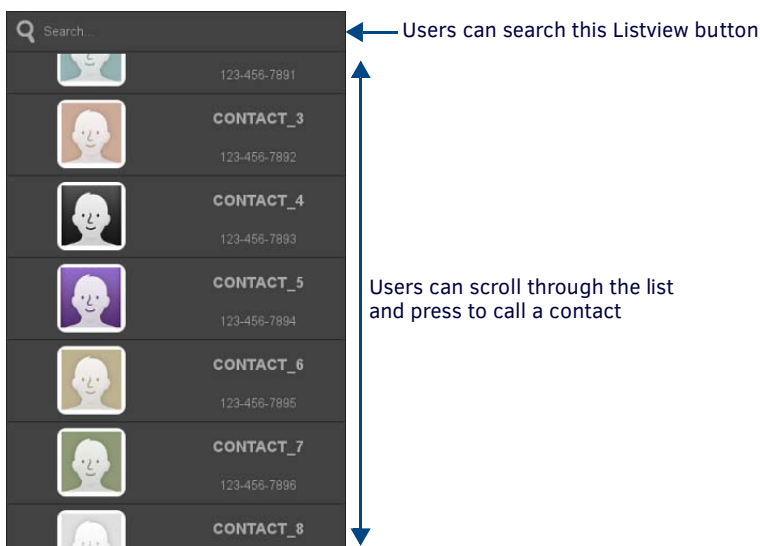 Search...
Users can search this Listview button
123-456-7891
CONTACT_3
123-456-7892
CONTACT_4
123-456-7893
CONTACT_5
123-456-7894
Users can scroll through the list
and press to call a contact
CONTACT_6
123-456-7895
CONTACT_7
123-456-7896
CONTACT_8